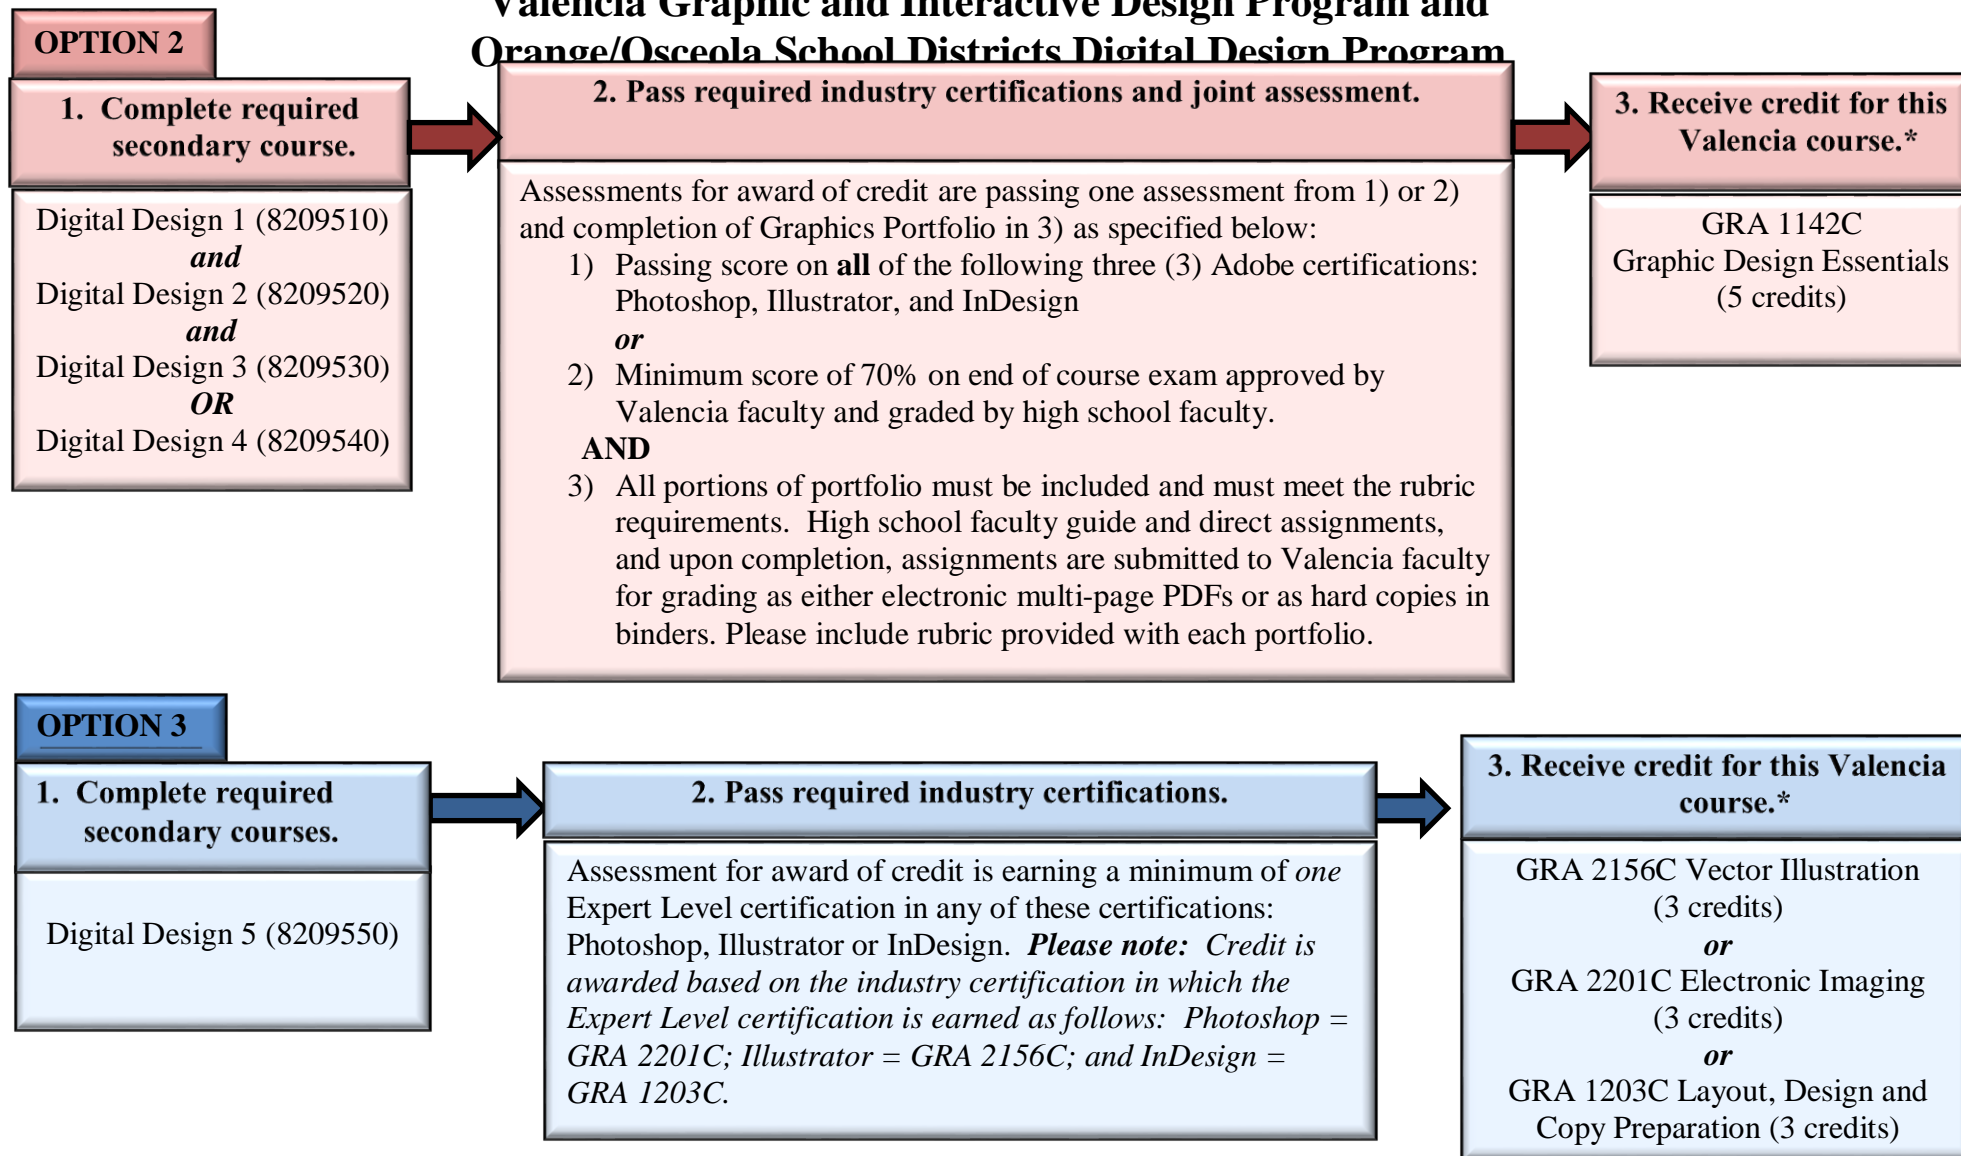 Valencia Graphic and Interactive Design Program and
Orange/Osceola School Districts Digital Design Program
OPTION 2
1. Complete required
secondary course.
Digital Design 1 (8209510)
and
Digital Design 2 (8209520)
and
Digital Design 3 (8209530)
OR
Digital Design 4 (8209540)
2. Pass required industry certifications and joint assessment.
Assessments for award of credit are passing one assessment from 1) or 2)
and completion of Graphics Portfolio in 3) as specified below:
1) Passing score on all of the following three (3) Adobe certifications:
Photoshop, Illustrator, and InDesign
or
2) Minimum score of 70% on end of course exam approved by
Valencia faculty and graded by high school faculty.
AND
3) All portions of portfolio must be included and must meet the rubric
requirements. High school faculty guide and direct assignments,
and upon completion, assignments are submitted to Valencia faculty
for grading as either electronic multi-page PDFs or as hard copies in
binders. Please include rubric provided with each portfolio.
3. Receive credit for this
Valencia course.*
GRA 1142C
Graphic Design Essentials
(5 credits)
OPTION 3
1. Complete required
secondary courses.
Digital Design 5 (8209550)
2. Pass required industry certifications.
Assessment for award of credit is earning a minimum of one
Expert Level certification in any of these certifications:
Photoshop, Illustrator or InDesign. Please note: Credit is
awarded based on the industry certification in which the
Expert Level certification is earned as follows: Photoshop =
GRA 2201C; Illustrator = GRA 2156C; and InDesign =
GRA 1203C.
3. Receive credit for this Valencia
course.*
GRA 2156C Vector Illustration
(3 credits)
or
GRA 2201C Electronic Imaging
(3 credits)
or
GRA 1203C Layout, Design and
Copy Preparation (3 credits)